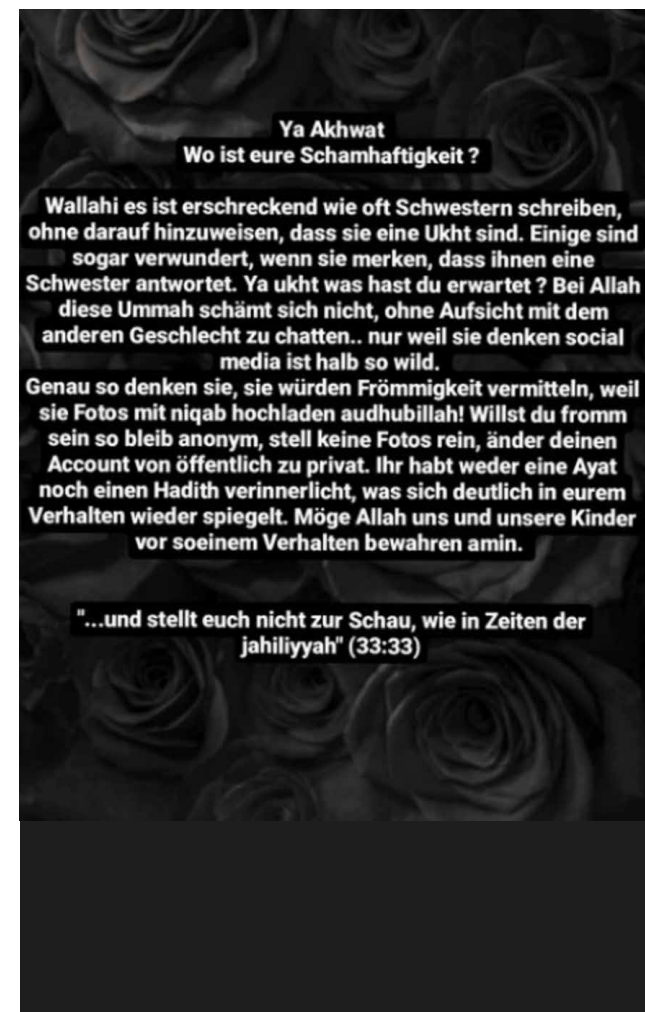 Ya Akhwat
Wo ist eure Schamhaftigkeit ?
Wallahi es ist erschreckend wie oft Schwestern schreiben,
ohne darauf hinzuweisen, dass sie eine Ukht sind. Einige sind
sogar verwundert, wenn sie merken, dass ihnen eine
Schwester antwortet. Ya ukht was hast du erwartet ? Bei Allah
diese Ummah schämt sich nicht, ohne Aufsicht mit dem
anderen Geschlecht zu chatten.. nur weil sie denken social
media ist halb so wild.
Genau so denken sie, sie würden Frömmigkeit vermitteln, weil
sie Fotos mit niqab hochladen audhubillah! Willst du fromm
sein so bleib anonym, stell keine Fotos rein, änder deinen
Account von öffentlich zu privat. Ihr habt weder eine Ayat
noch einen Hadith verinnerlicht, was sich deutlich in eurem
Verhalten wieder spiegelt. Möge Allah uns und unsere Kinder
vor soeinem Verhalten bewahren amin.
"...und stellt euch nicht zur Schau, wie in Zeiten der
jahiliyyah" (33:33)